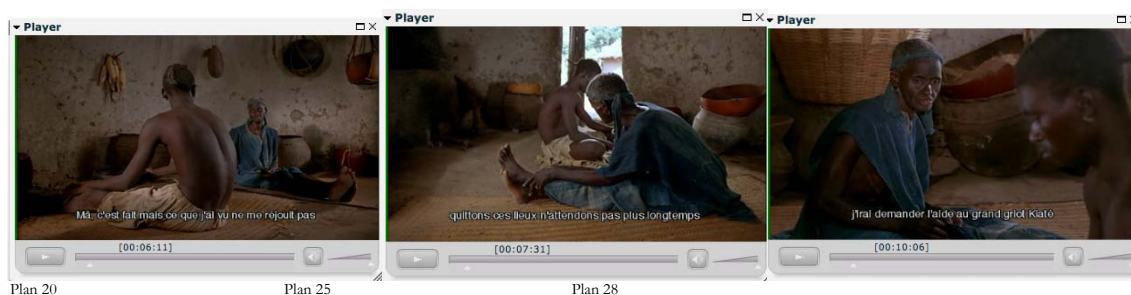 Player
Player
Player
Mâ, c'est fait mais ce que j'ai vu ne me réjouit pas
quittons ces lieux n'attendons pas plus longtemps
j'irai demander l'aide au grand griot Kiaté
[00:06:11]
[00:07:31]
[00:10:06]
Plan 20 Plan 25 Plan 28